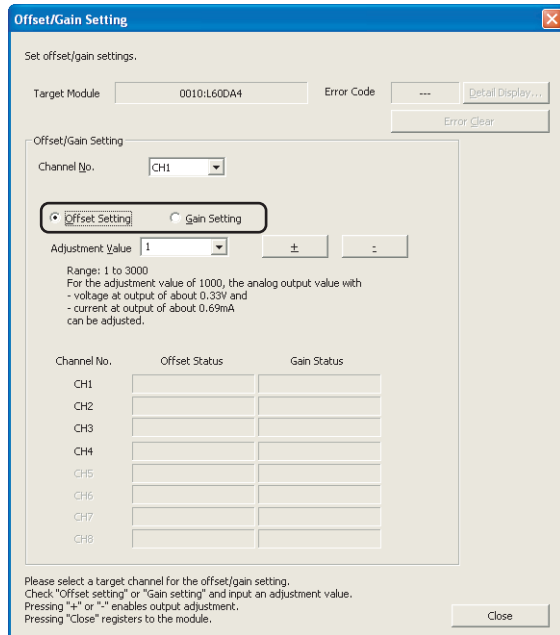 Offset/Gain Setting
Set offset/gain settings.
Target Module 0010:L60DA4 Error Code --- Detail Display...
Error Clear
Offset/Gain Setting
Channel No. CH1
Offset Setting Gain Setting
Adjustment Value 1 + -
Range: 1 to 3000
For the adjustment value of 1000, the analog output value with
- voltage at output of about 0.33V and
- current at output of about 0.69mA
can be adjusted.
Channel No. Offset Status Gain Status
CH1
CH2
CH3
CH4
CH5
CH6
CH7
CH8
Please select a target channel for the offset/gain setting.
Check "Offset setting" or "Gain setting" and input an adjustment value.
Pressing "+" or "-" enables output adjustment.
Pressing "Close" registers to the module.
Close